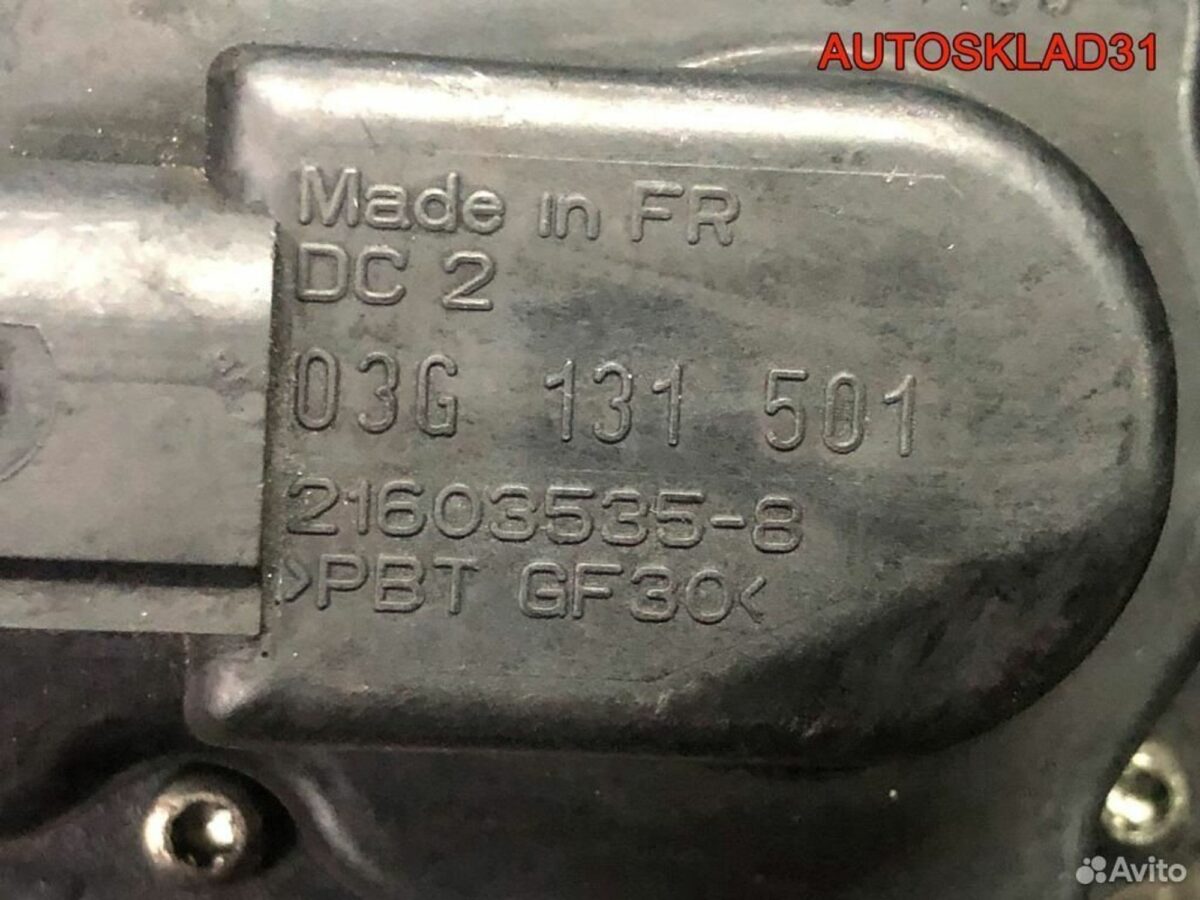 AUTOSKLAD31
Made in FR
DC 2
03G 131 501
21603535-8
>PBT GF30<
Avito